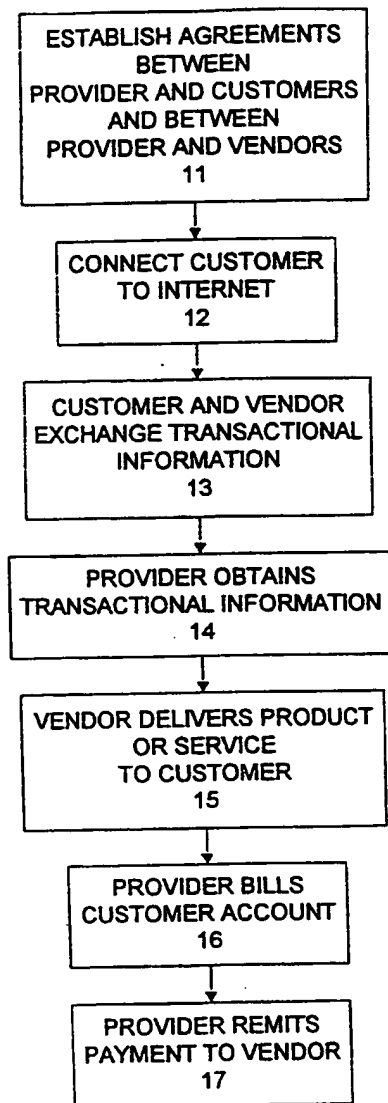 ESTABLISH AGREEMENTS
BETWEEN
PROVIDER AND CUSTOMERS
AND BETWEEN
PROVIDER AND VENDORS
11
CONNECT CUSTOMER
TO INTERNET
12
CUSTOMER AND VENDOR
EXCHANGE TRANSACTIONAL
INFORMATION
13
PROVIDER OBTAINS
TRANSACTIONAL INFORMATION
14
VENDOR DELIVERS PRODUCT
OR SERVICE
TO CUSTOMER
15
PROVIDER BILLS
CUSTOMER ACCOUNT
16
PROVIDER REMITS
PAYMENT TO VENDOR
17